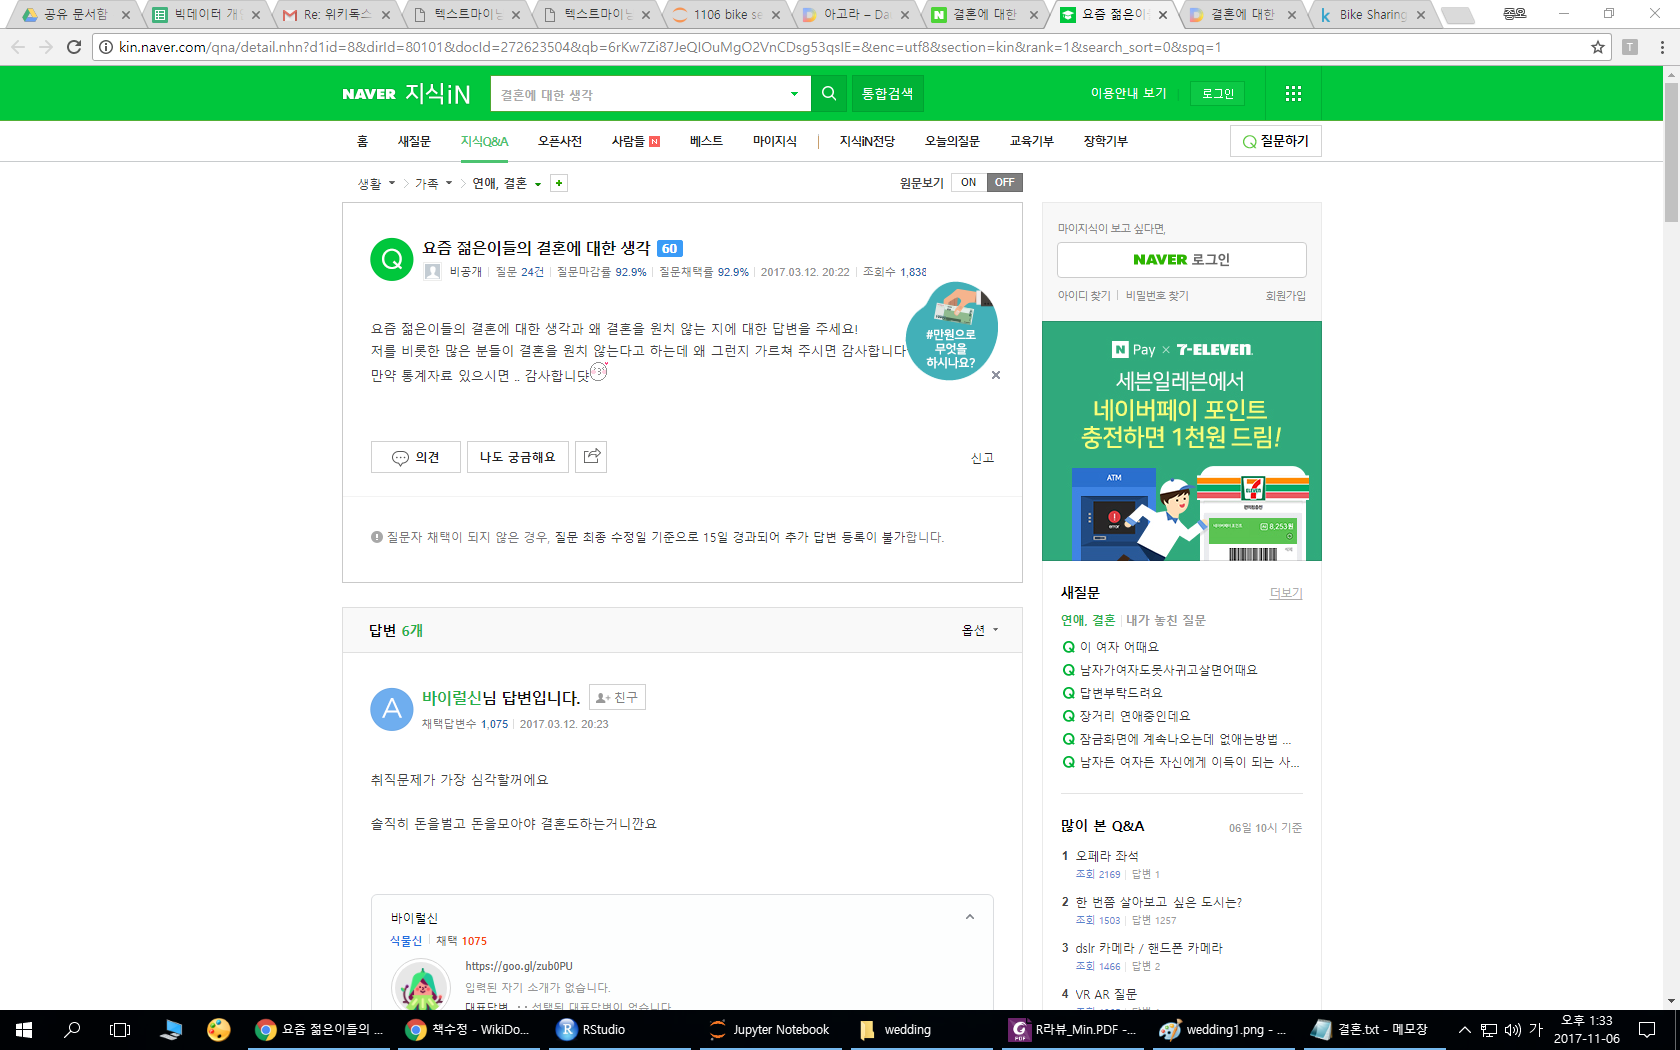 공유 문서함
빅데이터 개
Re: 위키독스
텍스트마이닝
텍스트마이닝
1106 bike se
아고라 – Da
결혼에 대한
요즘 젊은이들
결혼에 대한
Bike Sharing
종오
kin.naver.com/qna/detail.nhn?d1id=8&dirId=80101&docId=272623504&qb=6rKw7Zi87JeQIOuMgO2VnCDsg53qsIE=&enc=utf8&section=kin&rank=1&search_sort=0&spq=1
NAVER 지식iN
결혼에 대한 생각
통합검색
이용안내 보기
로그인
홈
새질문
지식Q&A
오픈사전
사람들 N
베스트
마이지식
지식iN전당
오늘의질문
교육기부
장학기부
질문하기
생활
가족
연애, 결혼
원문보기
ON
OFF
Q
요즘 젊은이들의 결혼에 대한 생각 60
비공개 질문 24건 질문마감률 92.9% 질문채택률 92.9% 2017.03.12. 20:22 조회수 1,838
요즘 젊은이들의 결혼에 대한 생각과 왜 결혼을 원치 않는 지에 대한 답변을 주세요!
저를 비롯한 많은 분들이 결혼을 원치 않는다고 하는데 왜 그런지 가르쳐 주시면 감사합니다
만약 통계자료 있으시면 .. 감사합니닷
#만원으로
무엇을
하시나요?
의견
나도 궁금해요
신고
질문자 채택이 되지 않은 경우, 질문 최종 수정일 기준으로 15일 경과되어 추가 답변 등록이 불가합니다.
답변 6개
옵션
A
바이럴신님 답변입니다.
친구
채택답변수 1,075 2017.03.12. 20:23
취직문제가 가장 심각할꺼에요
솔직히 돈을벌고 돈을모아야 결혼도하는거니깐요
바이럴신
식물신 채택 1075
https://goo.gl/zub0PU
입력된 자기 소개가 없습니다.
대표답변 선택된 대표답변이 없습니다
마이지식이 보고 싶다면,
NAVER 로그인
아이디 찾기
비밀번호 찾기
회원가입
N Pay × 7-ELEVEN.
세븐일레븐에서
네이버페이 포인트
충전하면 1천원 드림!
ATM
ERROR
7
ELEVEN
네이버페이 포인트
8,253원
새질문
더보기
연애, 결혼
내가 놓친 질문
이 여자 어때요
남자가여자도못사귀고살면어때요
답변부탁드려요
장거리 연애중인데요
잠금화면에 계속나오는데 없애는방법 ...
남자든 여자든 자신에게 이득이 되는 사...
많이 본 Q&A
06일 10시 기준
1 오페라 좌석
조회 2169 답변 1
2 한 번쯤 살아보고 싶은 도시는?
조회 1503 답변 1257
3 dslr 카메라 / 핸드폰 카메라
조회 1466 답변 2
4 VR AR 질문
요즘 젊은이들의 ...
책수정 - WikiDo...
RStudio
Jupyter Notebook
wedding
R라뷰_Min.PDF -...
wedding1.png - ...
결혼.txt - 메모장
가
오후 1:33
2017-11-06